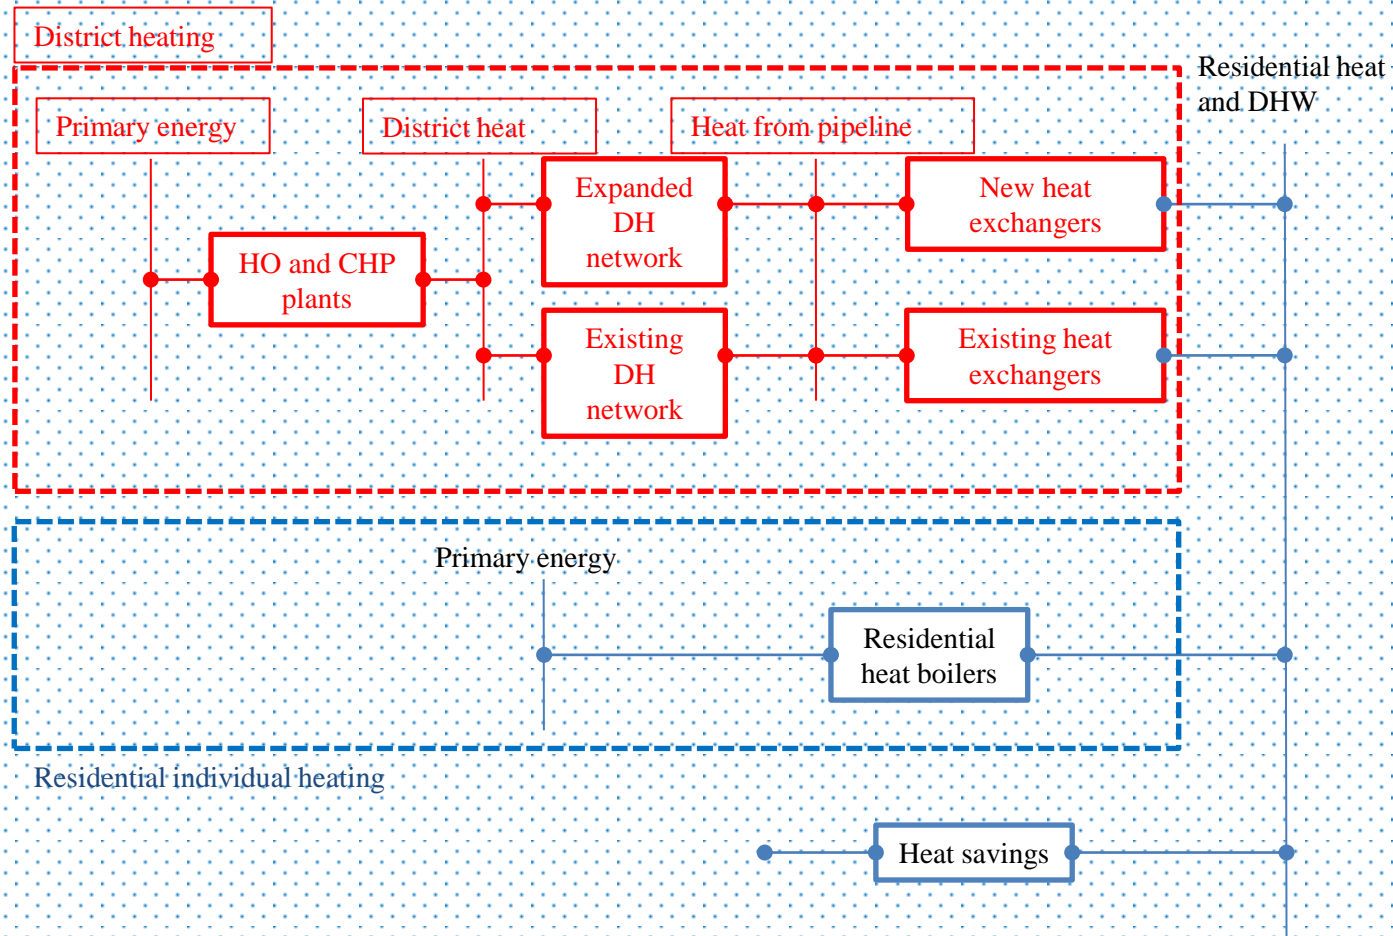 District heating
Residential heat
and DHW
Primary energy
District heat
Heat from pipeline
Expanded
DH
network
New heat
exchangers
HO and CHP
plants
Existing
DH
network
Existing heat
exchangers
Primary energy
Residential
heat boilers
Residential individual heating
Heat savings